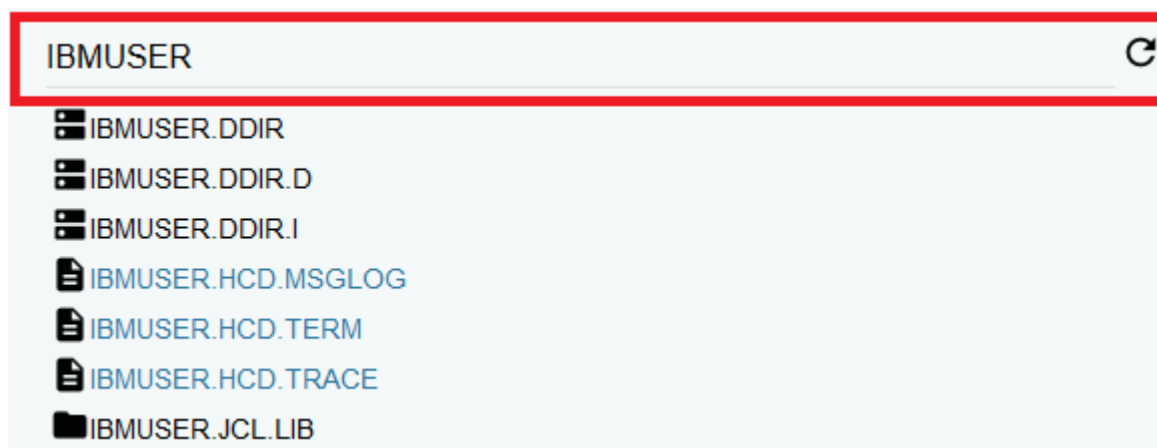 IBMUSER
IBMUSER.DDIR
IBMUSER.DDIR.D
IBMUSER.DDIR.I
IBMUSER.HCD.MSGLOG
IBMUSER.HCD.TERM
IBMUSER.HCD.TRACE
IBMUSER.JCL.LIB